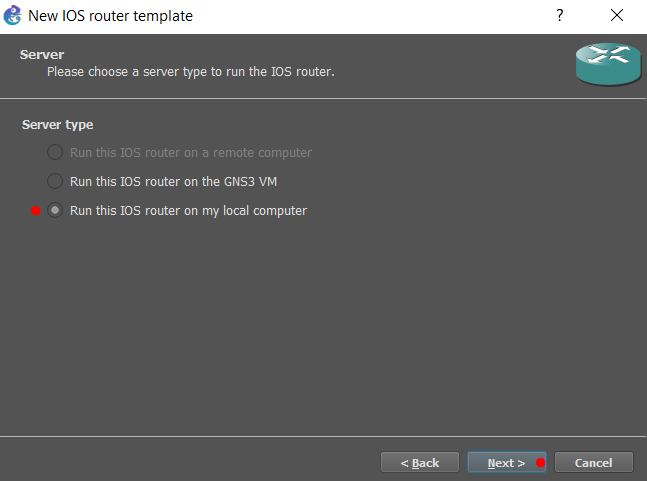 New IOS router template
?
Server
Please choose a server type to run the IOS router.
Server type
Run this IOS router on a remote computer
Run this IOS router on the GNS3 VM
Run this IOS router on my local computer
< Back
Next >
Cancel